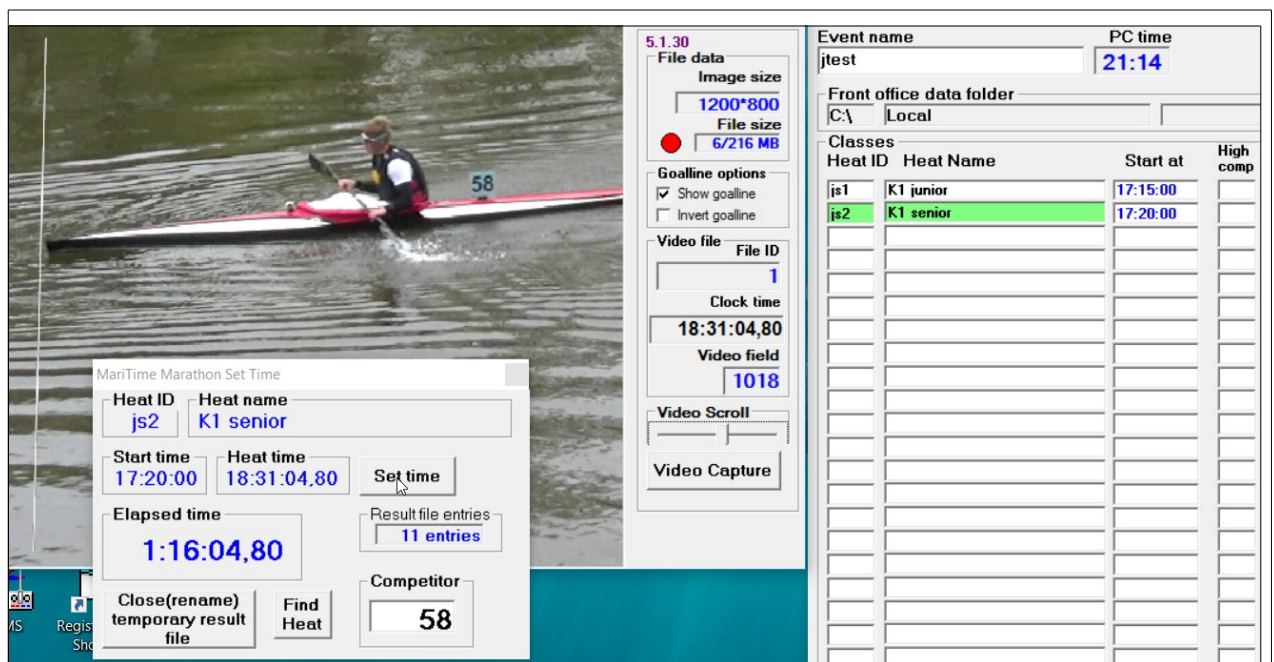 5.1.30
File data
Image size
1200*800
File size
6/216 MB
Goalline options
Show goalline
Invert goalline
Video file
File ID
1
Clock time
18:31:04,80
Video field
1018
Video Scroll
Video Capture
58
MariTime Marathon Set Time
Heat ID Heat name
js2 K1 senior
Start time Heat time
17:20:00 18:31:04,80 Set time
Elapsed time
1:16:04,80
Result file entries
11 entries
Close(rename)
temporary result
file
Find
Heat
Competitor
58
Event name PC time
jtest 21:14
Front office data folder
C:\ Local
Classes
Heat ID Heat Name Start at High
comp
js1 K1 junior 17:15:00
js2 K1 senior 17:20:00
MS
Regis
Sho